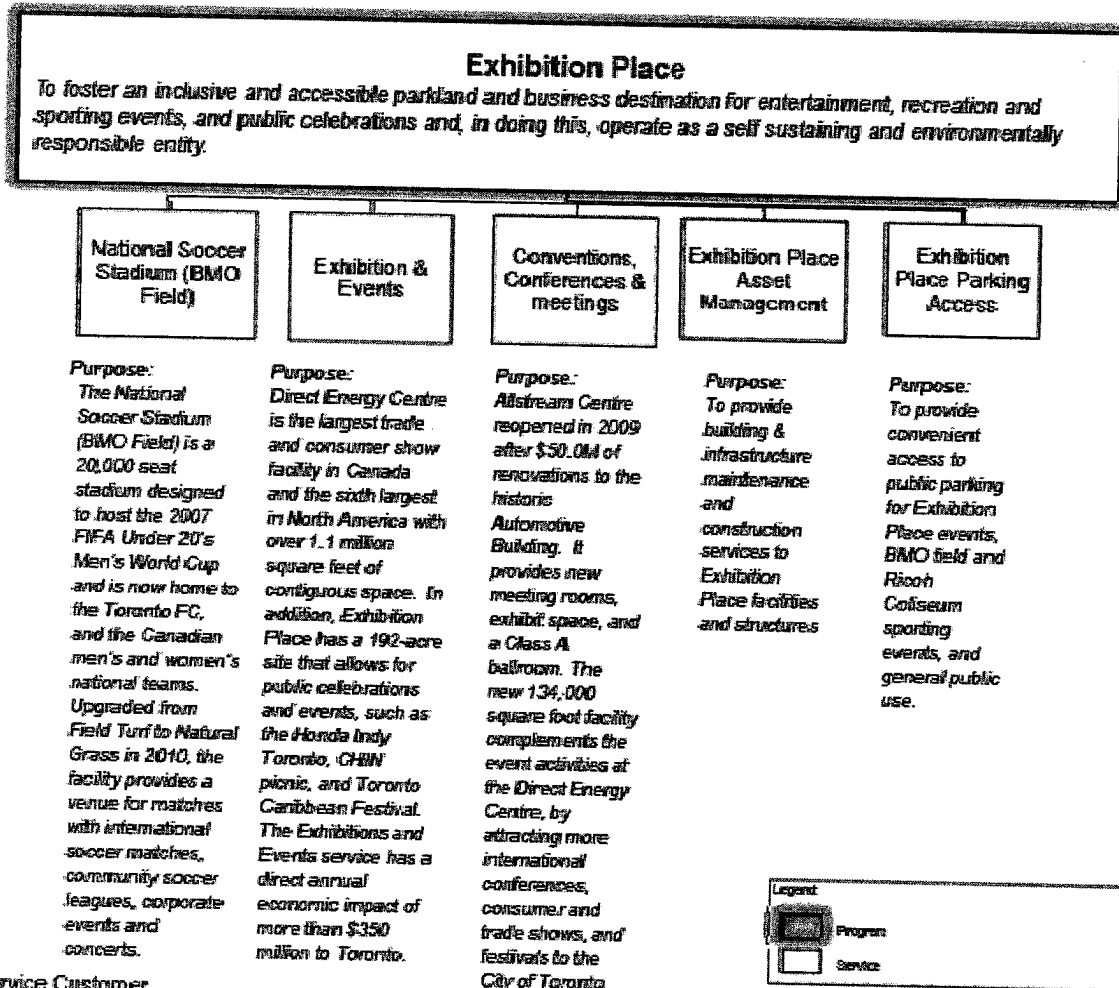 Exhibition Place
To foster an inclusive and accessible parkland and business destination for entertainment, recreation and
sporting events, and public celebrations and, in doing this, operate as a self sustaining and environmentally
responsible entity.
National Soccer
Stadium (BMO
Field)
Exhibition &
Events
Conventions,
Conferences &
meetings
Exhibition Place
Asset
Management
Exhibition
Place Parking
Access
Purpose:
The National
Soccer Stadium
(BMO Field) is a
20,000 seat
stadium designed
to host the 2007
FIFA Under 20's
Men's World Cup
and is now home to
the Toronto FC,
and the Canadian
men's and women's
national teams.
Upgraded from
Field Turf to Natural
Grass in 2010, the
facility provides a
venue for matches
with international
soccer matches,
community soccer
leagues, corporate
events and
concerts.
Purpose:
Direct Energy Centre
is the largest trade
and consumer show
facility in Canada
and the sixth largest
in North America with
over 1.1 million
square feet of
contiguous space. In
addition, Exhibition
Place has a 192-acre
site that allows for
public celebrations
and events, such as
the Honda Indy
Toronto, CHIN
picnic, and Toronto
Caribbean Festival.
The Exhibitions and
Events service has a
direct annual
economic impact of
more than $350
million to Toronto.
Purpose:
Allstream Centre
reopened in 2009
after $50.0M of
renovations to the
historic
Automotive
Building. It
provides new
meeting rooms,
exhibit space, and
a Class A
ballroom. The
new 134,000
square foot facility
complements the
event activities at
the Direct Energy
Centre, by
attracting more
international
conferences,
consumer and
trade shows, and
festivals to the
City of Toronto
Purpose:
To provide
building &
infrastructure
maintenance
and
construction
services to
Exhibition
Place facilities
and structures
Purpose:
To provide
convenient
access to
public parking
for Exhibition
Place events,
BMO field and
Ricoh
Coliseum
sporting
events, and
general public
use.
Legend:
Program
Service
rvice Customer